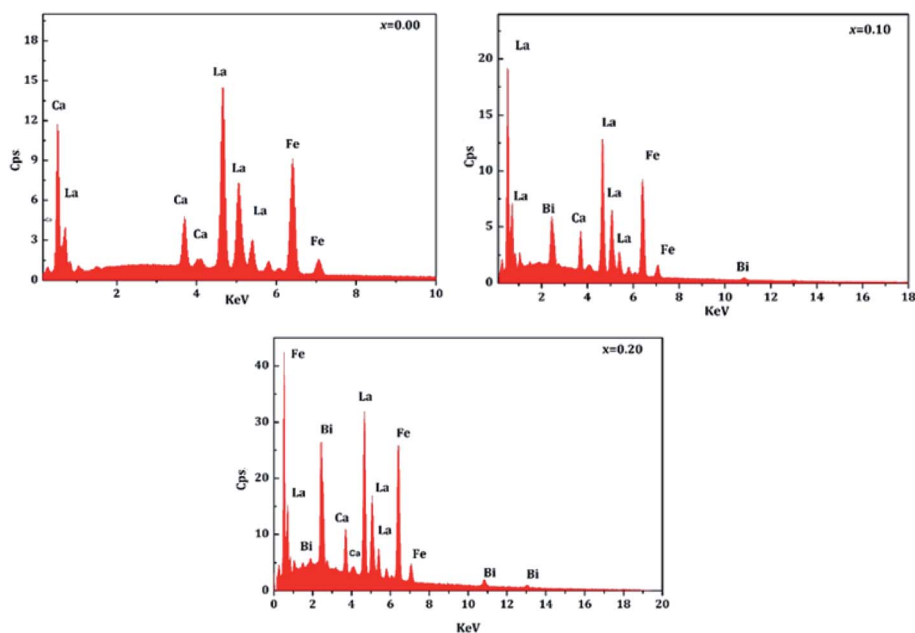 x=0.00
18
15
12
9
6
3
0
Cps
Ca
La
Ca
Ca
La
La
La
Fe
Fe
2
4
6
8
10
KeV
x=0.10
20
15
10
5
0
Cps
La
La
Bi
Ca
La
La
La
Fe
Fe
Bi
2
4
6
8
10
12
14
16
18
KeV
x=0.20
40
30
20
10
0
Cps
Fe
La
Bi
Bi
Ca
Ca
La
La
La
Fe
Fe
Bi
Bi
0
2
4
6
8
10
12
14
16
18
20
KeV